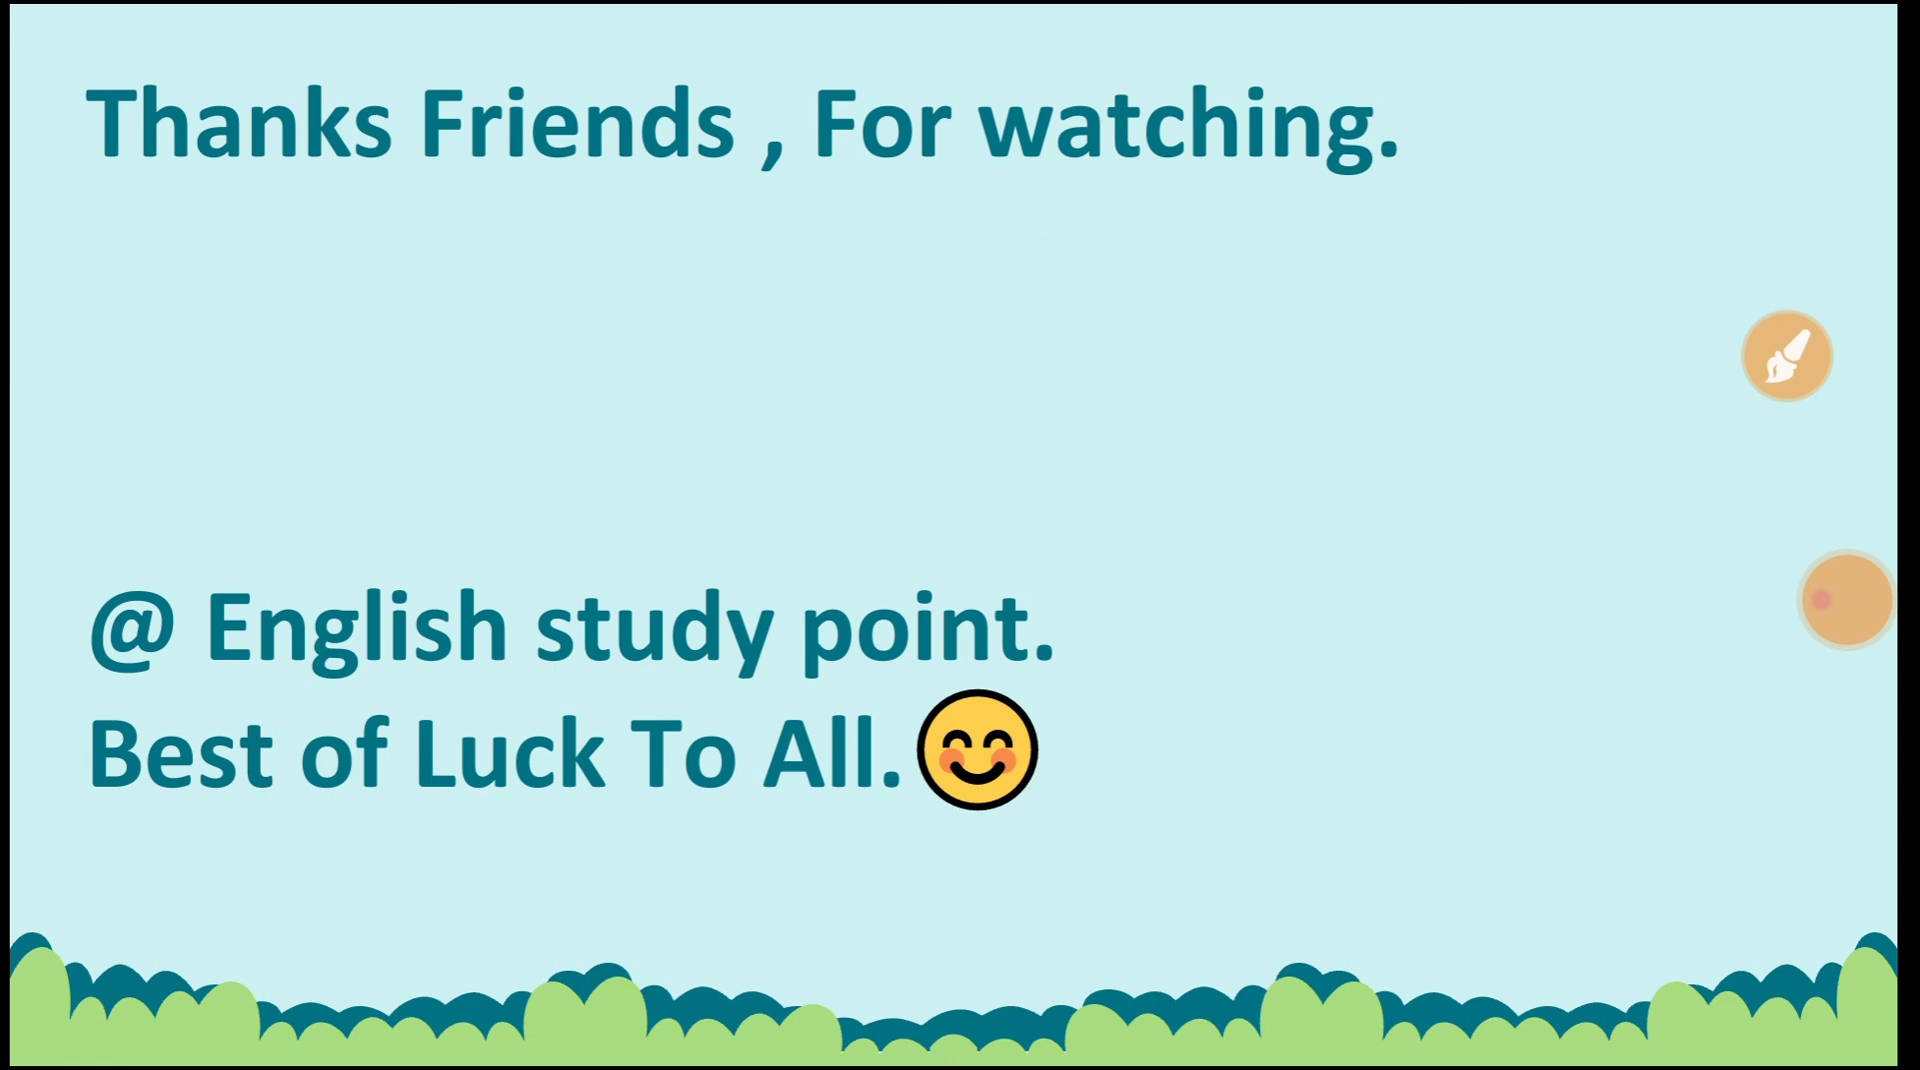 Thanks Friends , For watching.
@ English study point.
Best of Luck To All.😊